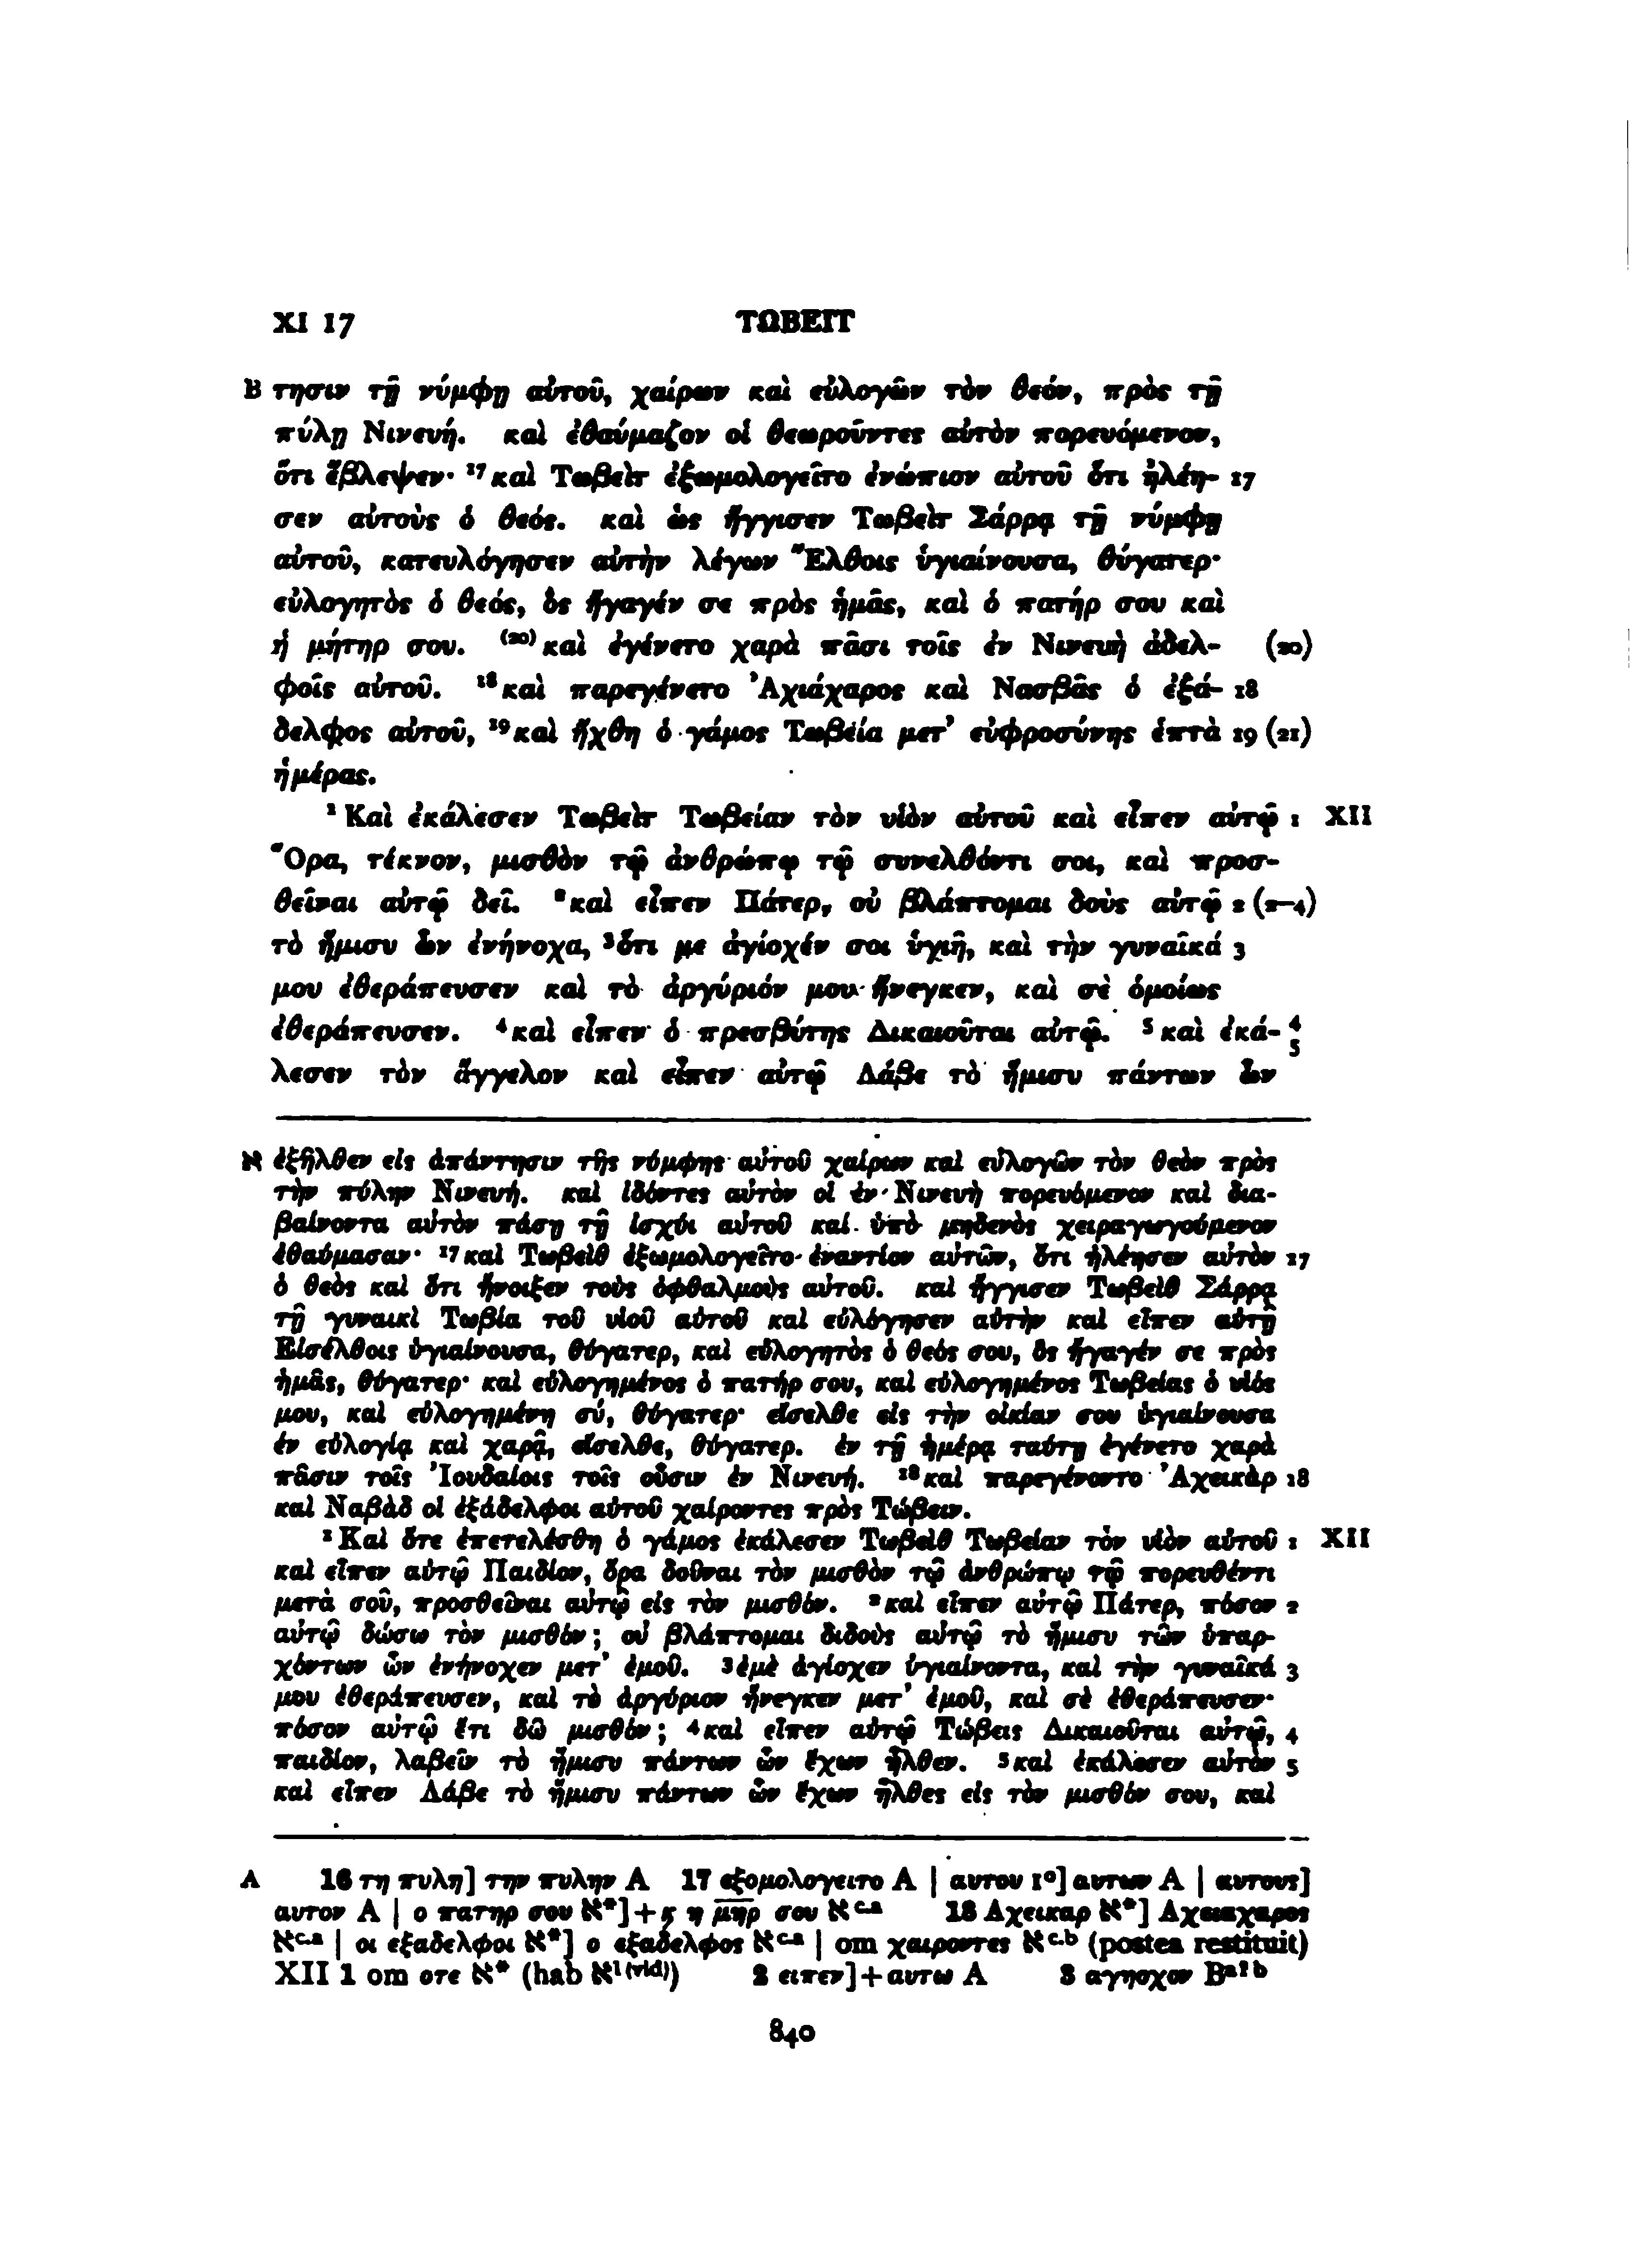 XI 17 ΤΩΒΕΙΤ
B τησιν τῇ νύμφῃ αὐτοῦ, χαίρων καὶ εὐλογῶν τὸν θεόν, πρὸς τῇ
πύλῃ Νινευή. καὶ ἐθαύμαζον οἱ θεωροῦντες αὐτὸν πορευόμενον,
ὅτι ἔβλεψεν· ¹⁷καὶ Τωβεὶτ ἐξωμολογεῖτο ἐνώπιον αὐτοῦ ὅτι ἠλέη- 17
σεν αὐτοὺς ὁ θεός. καὶ ὡς ἤγγισεν Τωβεὶτ Σάρρᾳ τῇ νύμφῃ
αὐτοῦ, κατευλόγησεν αὐτὴν λέγων Ἔλθοις ὑγιαίνουσα, θύγατερ·
εὐλογητὸς ὁ θεός, ὃς ἤγαγέν σε πρὸς ἡμᾶς, καὶ ὁ πατήρ σου καὶ
ἡ μήτηρ σου. ⁽²⁰⁾καὶ ἐγένετο χαρὰ πᾶσι τοῖς ἐν Νινευὴ ἀδελ- (20)
φοῖς αὐτοῦ. ¹⁸καὶ παρεγένετο Ἀχιάχαρος καὶ Νασβᾶς ὁ ἐξά- 18
δελφος αὐτοῦ, ¹⁹καὶ ἤχθη ὁ γάμος Τωβεία μετ᾽ εὐφροσύνης ἑπτὰ 19 (21)
ἡμέρας.
¹Καὶ ἐκάλεσεν Τωβεὶτ Τωβείαν τὸν υἱὸν αὐτοῦ καὶ εἶπεν αὐτῷ 1 XII
Ὅρα, τέκνον, μισθὸν τῷ ἀνθρώπῳ τῷ συνελθόντι σοι, καὶ προσ-
θεῖναι αὐτῷ δεῖ. ²καὶ εἶπεν Πάτερ, οὐ βλάπτομαι δοὺς αὐτῷ 2 (2—4)
τὸ ἥμισυ ὧν ἐνήνοχα, ³ὅτι με ἀγίοχέν σοι ὑγιῆ, καὶ τὴν γυναῖκά 3
μου ἐθεράπευσεν καὶ τὸ ἀργύριόν μου ἤνεγκεν, καὶ σὲ ὁμοίως
ἐθεράπευσεν. ⁴καὶ εἶπεν ὁ πρεσβύτης Δικαιοῦται αὐτῷ. ⁵καὶ ἐκά- 4 5
λεσεν τὸν ἄγγελον καὶ εἶπεν αὐτῷ Λάβε τὸ ἥμισυ πάντων ὧν
א ἐξῆλθεν εἰς ἀπάντησιν τῆς νύμφης αὐτοῦ χαίρων καὶ εὐλογῶν τὸν θεὸν πρὸς
τὴν πύλην Νινευή. καὶ ἰδόντες αὐτὸν οἱ ἐν Νινευὴ πορευόμενον καὶ δια-
βαίνοντα αὐτὸν πάσῃ τῇ ἰσχύι αὐτοῦ καὶ ὑπὸ μηδενὸς χειραγωγούμενον
ἐθαύμασαν· ¹⁷καὶ Τωβεὶθ ἐξωμολογεῖτο ἐναντίον αὐτῶν, ὅτι ἠλέησεν αὐτὸν 17
ὁ θεὸς καὶ ὅτι ἤνοιξεν τοὺς ὀφθαλμοὺς αὐτοῦ. καὶ ἤγγισεν Τωβεὶθ Σάρρᾳ
τῇ γυναικὶ Τωβία τοῦ υἱοῦ αὐτοῦ καὶ εὐλόγησεν αὐτὴν καὶ εἶπεν αὐτῇ
Εἰσέλθοις ὑγιαίνουσα, θύγατερ, καὶ εὐλογητὸς ὁ θεός σου, ὃς ἤγαγέν σε πρὸς
ἡμᾶς, θύγατερ· καὶ εὐλογημένος ὁ πατήρ σου, καὶ εὐλογημένος Τωβείας ὁ υἱός
μου, καὶ εὐλογημένη σύ, θύγατερ· εἴσελθε εἰς τὴν οἰκίαν σου ὑγιαίνουσα
ἐν εὐλογίᾳ καὶ χαρᾷ, εἴσελθε, θύγατερ. ἐν τῇ ἡμέρᾳ ταύτῃ ἐγένετο χαρὰ
πᾶσιν τοῖς Ἰουδαίοις τοῖς οὖσιν ἐν Νινευή. ¹⁸καὶ παρεγένοντο Ἀχεικὰρ 18
καὶ Ναβὰδ οἱ ἐξάδελφοι αὐτοῦ χαίροντες πρὸς Τώβειν.
¹Καὶ ὅτε ἐπετελέσθη ὁ γάμος ἐκάλεσεν Τωβεὶθ Τωβείαν τὸν υἱὸν αὐτοῦ 1 XII
καὶ εἶπεν αὐτῷ Παιδίον, ὅρα δοῦναι τὸν μισθὸν τῷ ἀνθρώπῳ τῷ πορευθέντι
μετὰ σοῦ, προσθεῖναι αὐτῷ εἰς τὸν μισθόν. ²καὶ εἶπεν αὐτῷ Πάτερ, πόσον 2
αὐτῷ δώσω τὸν μισθόν; οὐ βλάπτομαι διδοὺς αὐτῷ τὸ ἥμισυ τῶν ὑπαρ-
χόντων ὧν ἐνήνοχεν μετ᾽ ἐμοῦ. ³ἐμὲ ἀγίοχεν ὑγιαίνοντα, καὶ τὴν γυναῖκά 3
μου ἐθεράπευσεν, καὶ τὸ ἀργύριον ἤνεγκεν μετ᾽ ἐμοῦ, καὶ σὲ ἐθεράπευσεν·
πόσον αὐτῷ ἔτι δῶ μισθόν; ⁴καὶ εἶπεν αὐτῷ Τώβεις Δικαιοῦται αὐτῷ, 4
παιδίον, λαβεῖν τὸ ἥμισυ πάντων ὧν ἔχων ἦλθεν. ⁵καὶ ἐκάλεσεν αὐτὸν 5
καὶ εἶπεν Λάβε τὸ ἥμισυ πάντων ὧν ἔχων ἦλθες εἰς τὸν μισθόν σου, καὶ
A 16 τη πυλη] την πυλην A 17 εξομολογειτο A | αυτου 1°] αυτων A | αυτους]
αυτον A | ο πατηρ σου א*]+ϗ η μηρ σου אᶜ·ᵃ 18 Αχεικαρ א*] Αχειαχαρος
אᶜ·ᵃ | οι εξαδελφοι א*] ο εξαδελφος אᶜ·ᵃ | om χαιροντες אᶜ·ᵇ (postea restituit)
XII 1 om οτε א* (hab א¹⁽ᵛⁱᵈ⁾) 2 ειπεν]+αυτω A 3 αγηοχεν Bᵃ?ᵇ
840